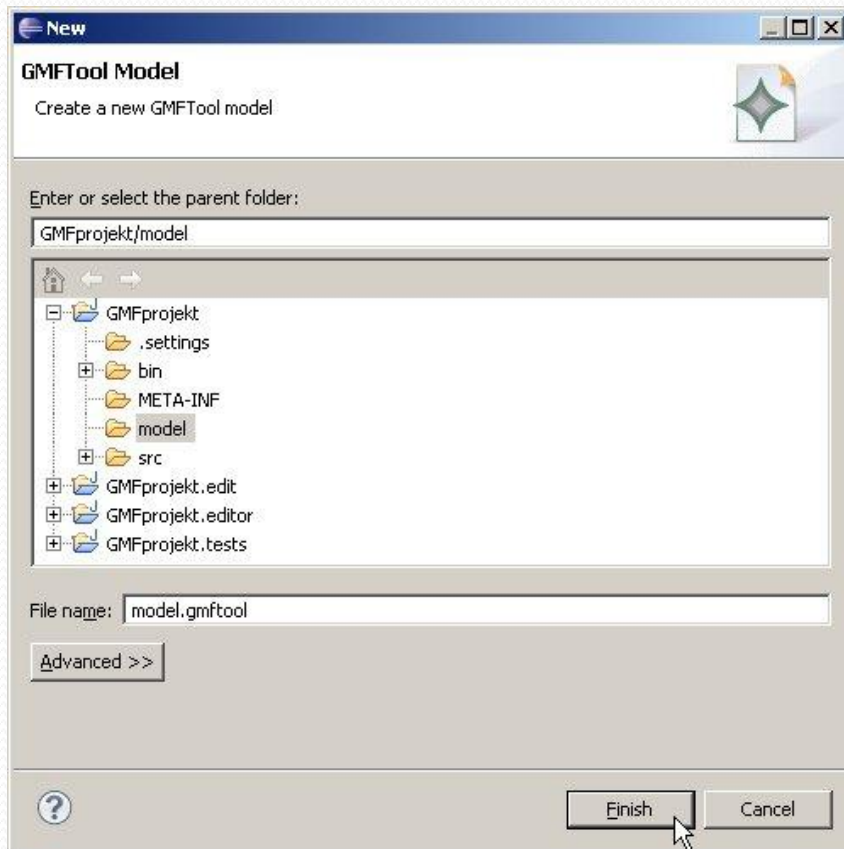 New
GMFTool Model
Create a new GMFTool model
Enter or select the parent folder:
GMFprojekt/model
GMFprojekt
.settings
bin
META-INF
model
src
GMFprojekt.edit
GMFprojekt.editor
GMFprojekt.tests
File name: model.gmftool
Advanced >>
? Finish Cancel